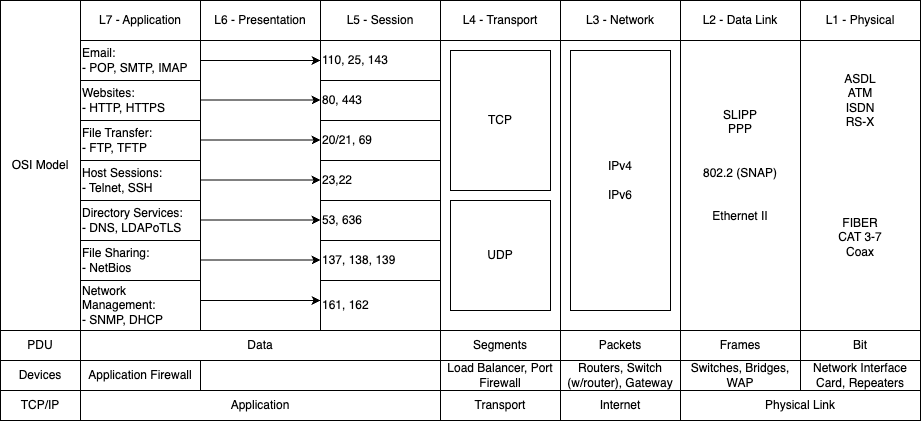 L7 - Application
L6 - Presentation
L5 - Session
L4 - Transport
L3 - Network
L2 - Data Link
L1 - Physical
OSI Model
Email:
- POP, SMTP, IMAP
110, 25, 143
Websites:
- HTTP, HTTPS
80, 443
File Transfer:
- FTP, TFTP
20/21, 69
Host Sessions:
- Telnet, SSH
23,22
Directory Services:
- DNS, LDAPoTLS
53, 636
File Sharing:
- NetBios
137, 138, 139
Network
Management:
- SNMP, DHCP
161, 162
TCP
UDP
IPv4
IPv6
SLIPP
PPP
802.2 (SNAP)
Ethernet II
ASDL
ATM
ISDN
RS-X
FIBER
CAT 3-7
Coax
PDU
Data
Segments
Packets
Frames
Bit
Devices
Application Firewall
Load Balancer, Port
Firewall
Routers, Switch
(w/router), Gateway
Switches, Bridges,
WAP
Network Interface
Card, Repeaters
TCP/IP
Application
Transport
Internet
Physical Link